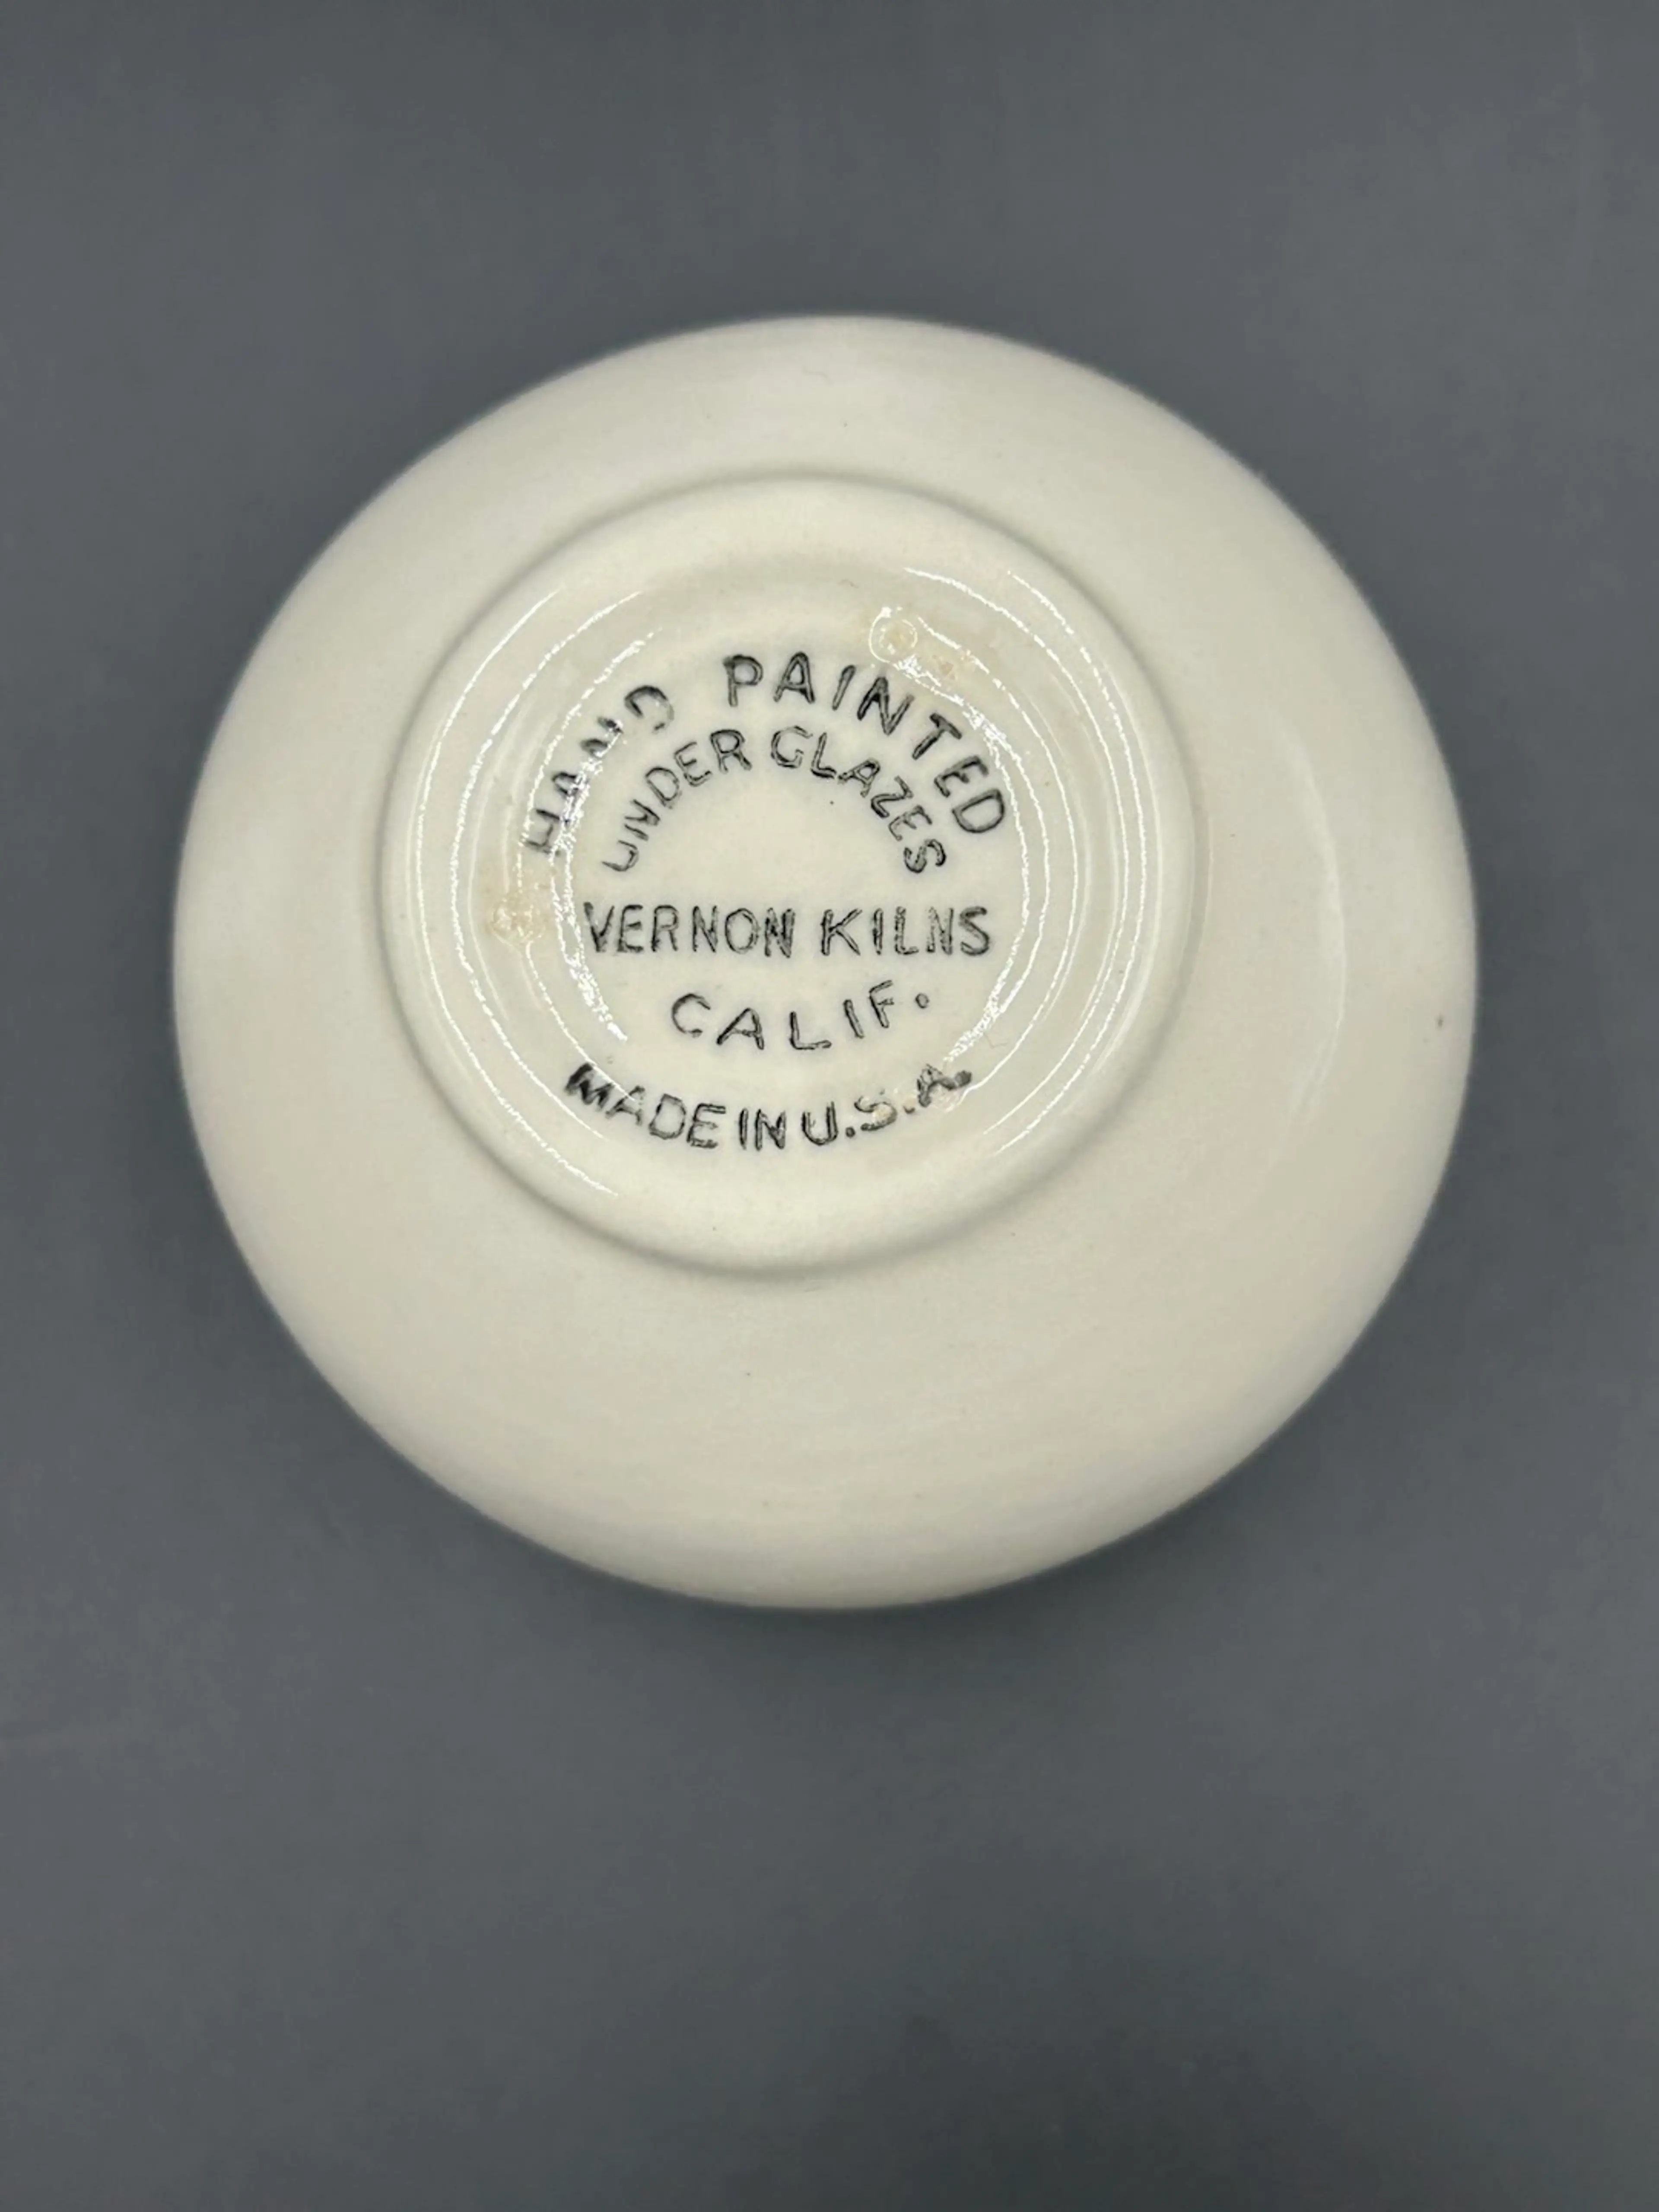 HAND PAINTED
UNDER GLAZES
VERNON KILNS
CALIF.
MADE IN U.S.A.